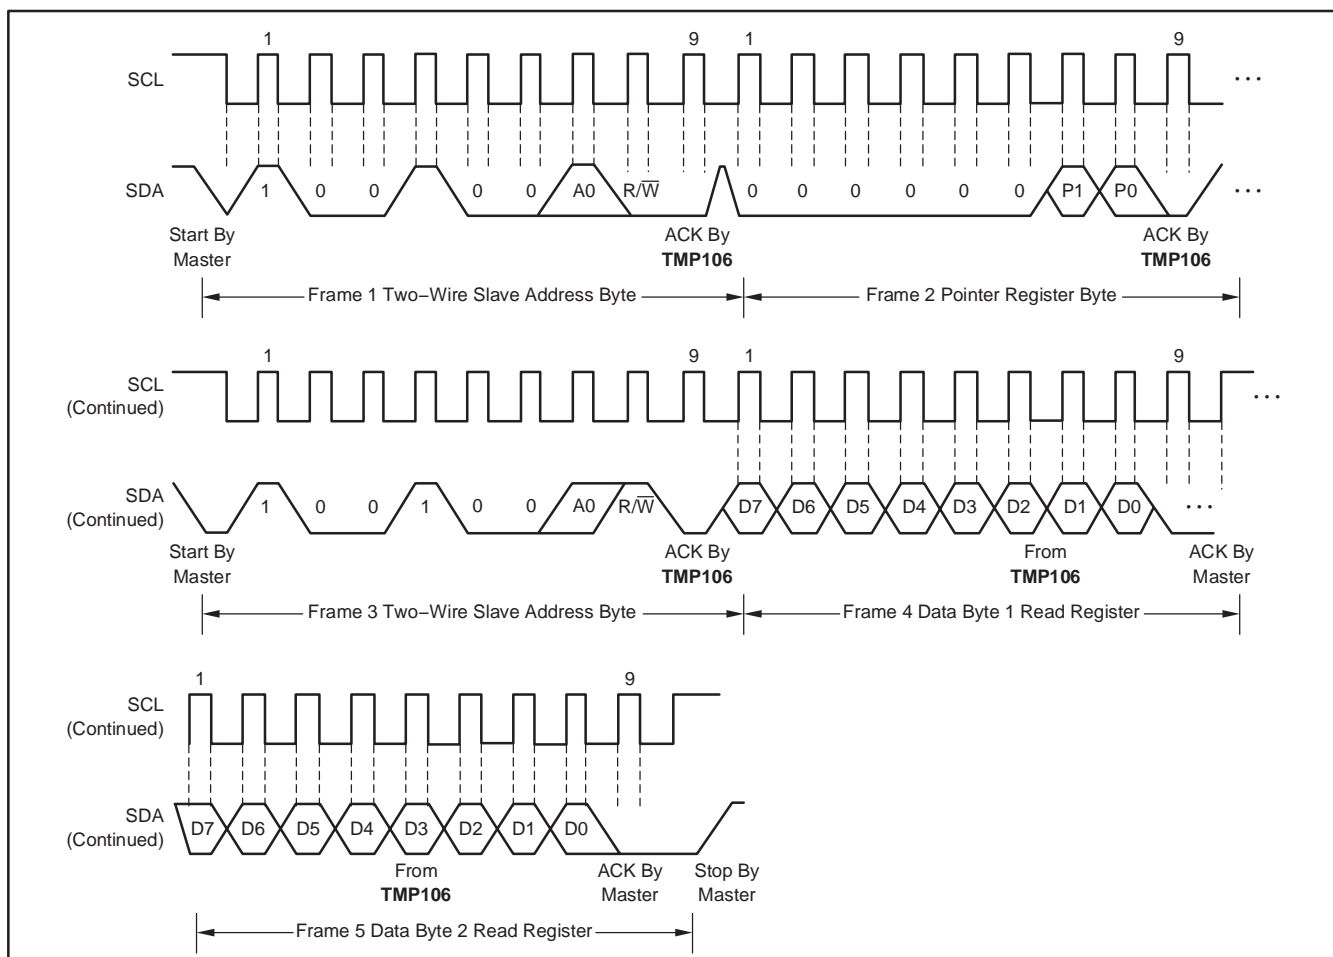 1 9 1 9
SCL ...
SDA 1 0 0 0 0 A0 R/W̅ 0 0 0 0 0 0 P1 P0 ...
Start By ACK By ACK By
Master TMP106 TMP106
Frame 1 Two−Wire Slave Address Byte Frame 2 Pointer Register Byte
1 9 1 9
SCL
(Continued) ...
SDA
(Continued) 1 0 0 1 0 0 A0 R/W̅ D7 D6 D5 D4 D3 D2 D1 D0 ...
Start By ACK By From ACK By
Master TMP106 TMP106 Master
Frame 3 Two−Wire Slave Address Byte Frame 4 Data Byte 1 Read Register
1 9
SCL
(Continued)
SDA
(Continued) D7 D6 D5 D4 D3 D2 D1 D0
From ACK By Stop By
TMP106 Master Master
Frame 5 Data Byte 2 Read Register